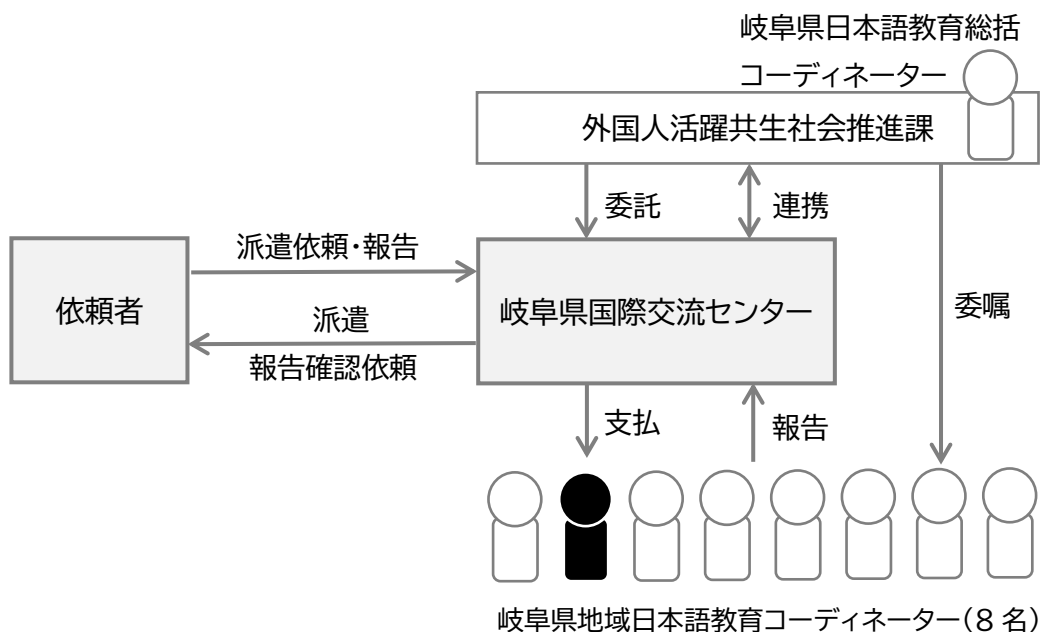 岐阜県日本語教育総括
コーディネーター
外国人活躍共生社会推進課
委託
連携
派遣依頼・報告
依頼者
岐阜県国際交流センター
委嘱
派遣
報告確認依頼
支払
報告
岐阜県地域日本語教育コーディネーター(8 名)